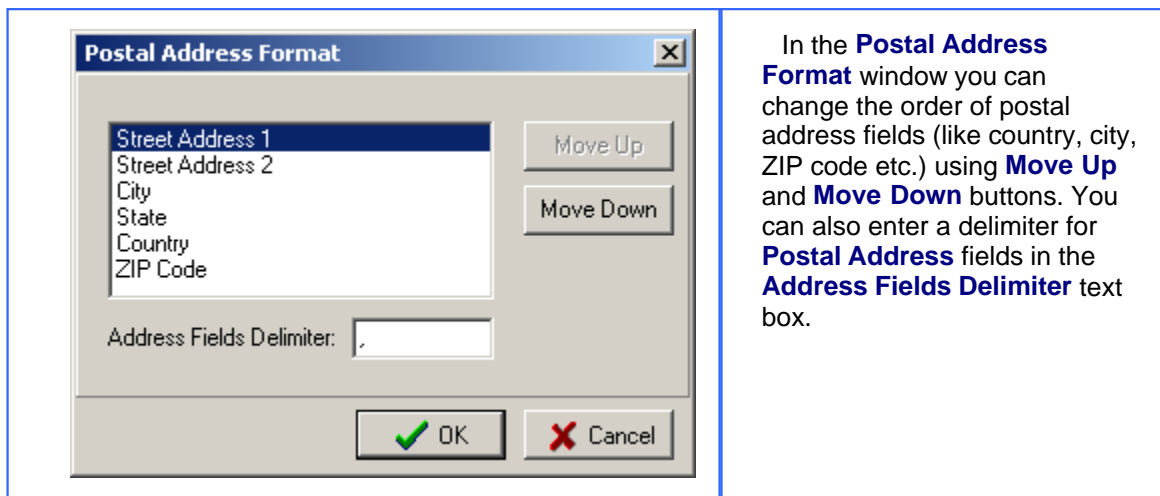 Postal Address Format
Street Address 1
Street Address 2
City
State
Country
ZIP Code
Move Up
Move Down
Address Fields Delimiter: ,
OK
Cancel
In the Postal Address
Format window you can
change the order of postal
address fields (like country, city,
ZIP code etc.) using Move Up
and Move Down buttons. You
can also enter a delimiter for
Postal Address fields in the
Address Fields Delimiter text
box.